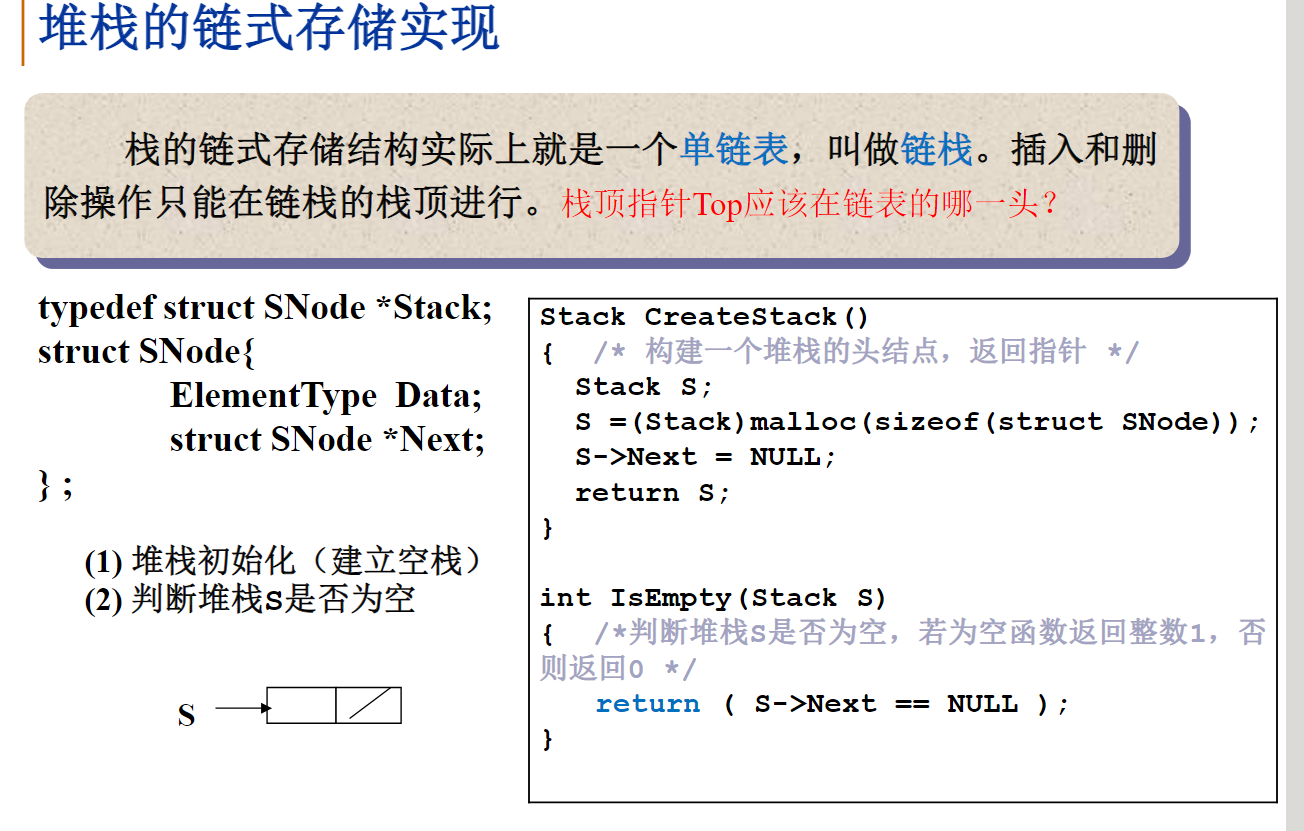 堆栈的链式存储实现
栈的链式存储结构实际上就是一个单链表，叫做链栈。插入和删
除操作只能在链栈的栈顶进行。栈顶指针Top应该在链表的哪一头？
typedef struct SNode *Stack;
struct SNode{
ElementType Data;
struct SNode *Next;
} ;
(1) 堆栈初始化（建立空栈）
(2) 判断堆栈S是否为空
S
Stack CreateStack()
{ /* 构建一个堆栈的头结点，返回指针 */
Stack S;
S =(Stack)malloc(sizeof(struct SNode));
S->Next = NULL;
return S;
}
int IsEmpty(Stack S)
{ /*判断堆栈S是否为空，若为空函数返回整数1，否
则返回0 */
return ( S->Next == NULL );
}